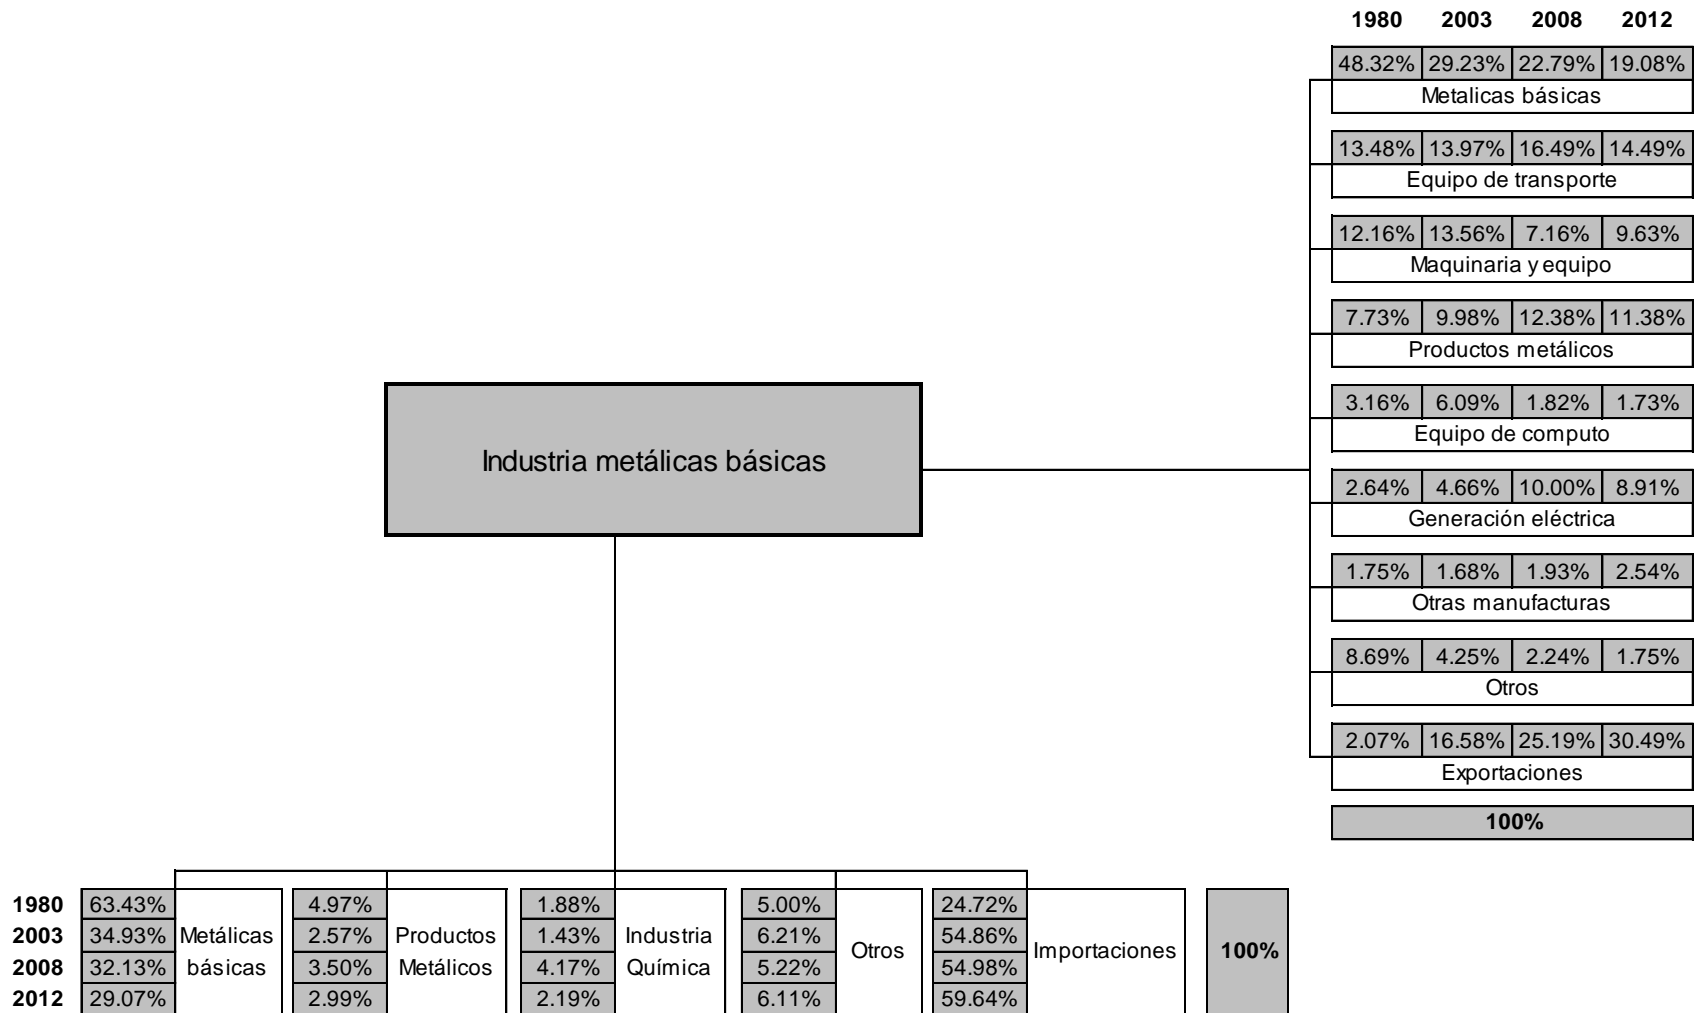 1980 2003 2008 2012
48.32% 29.23% 22.79% 19.08%
Metalicas básicas
13.48% 13.97% 16.49% 14.49%
Equipo de transporte
12.16% 13.56% 7.16% 9.63%
Maquinaria y equipo
7.73% 9.98% 12.38% 11.38%
Productos metálicos
3.16% 6.09% 1.82% 1.73%
Equipo de computo
Industria metálicas básicas
2.64% 4.66% 10.00% 8.91%
Generación eléctrica
1.75% 1.68% 1.93% 2.54%
Otras manufacturas
8.69% 4.25% 2.24% 1.75%
Otros
2.07% 16.58% 25.19% 30.49%
Exportaciones
100%
1980 63.43% 4.97% 1.88% 5.00% 24.72%
2003 34.93% Metálicas 2.57% Productos 1.43% Industria 6.21% 54.86%
Otros Importaciones 100%
2008 32.13% básicas 3.50% Metálicos 4.17% Química 5.22% 54.98%
2012 29.07% 2.99% 2.19% 6.11% 59.64%